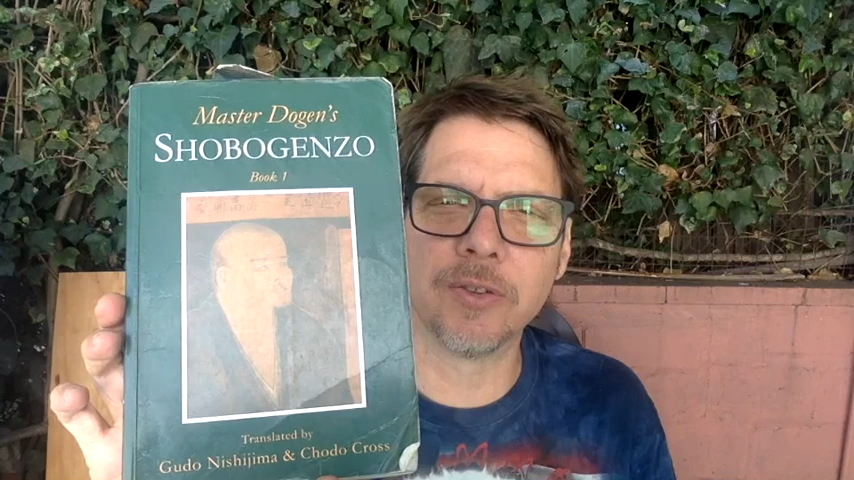 Master Dogen's
SHOBOGENZO
Book 1
Translated by
Gudo Nishijima & Chodo Cross